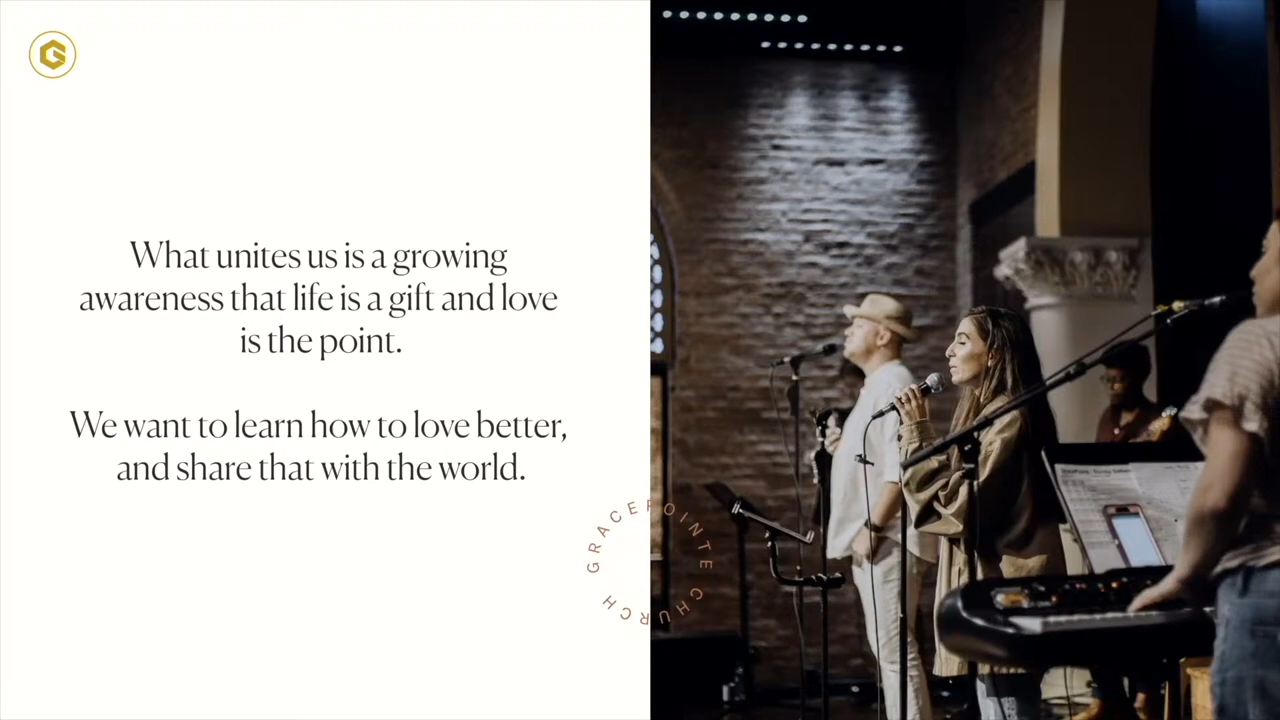 What unites us is a growing
awareness that life is a gift and love
is the point.
We want to learn how to love better,
and share that with the world.
GRACEPOINTE CHURCH